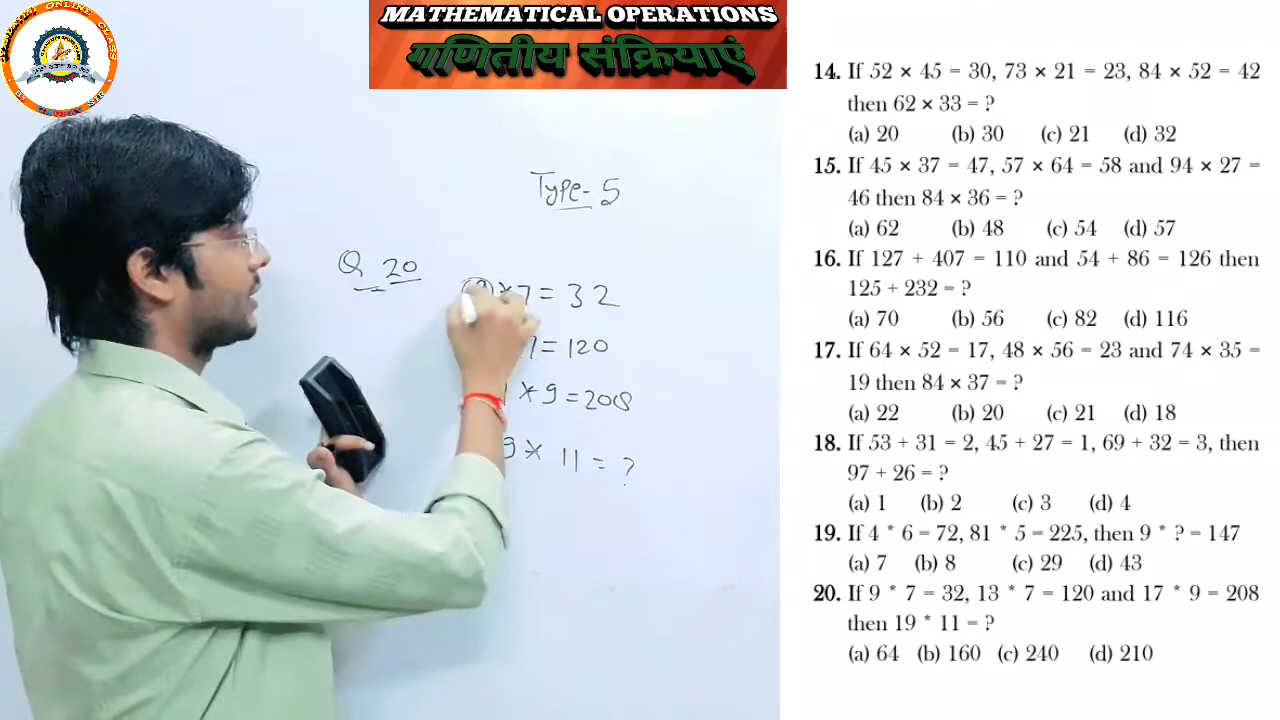 ONLINE CLASS
MATHEMATICAL OPERATIONS
गणितीय संक्रियाएं
Type- 5
Q 20
* 7 = 32
7 = 120
* 9 = 208
9 * 11 = ?
14. If 52 × 45 = 30, 73 × 21 = 23, 84 × 52 = 42
then 62 × 33 = ?
(a) 20 (b) 30 (c) 21 (d) 32
15. If 45 × 37 = 47, 57 × 64 = 58 and 94 × 27 =
46 then 84 × 36 = ?
(a) 62 (b) 48 (c) 54 (d) 57
16. If 127 + 407 = 110 and 54 + 86 = 126 then
125 + 232 = ?
(a) 70 (b) 56 (c) 82 (d) 116
17. If 64 × 52 = 17, 48 × 56 = 23 and 74 × 35 =
19 then 84 × 37 = ?
(a) 22 (b) 20 (c) 21 (d) 18
18. If 53 + 31 = 2, 45 + 27 = 1, 69 + 32 = 3, then
97 + 26 = ?
(a) 1 (b) 2 (c) 3 (d) 4
19. If 4 * 6 = 72, 81 * 5 = 225, then 9 * ? = 147
(a) 7 (b) 8 (c) 29 (d) 43
20. If 9 * 7 = 32, 13 * 7 = 120 and 17 * 9 = 208
then 19 * 11 = ?
(a) 64 (b) 160 (c) 240 (d) 210